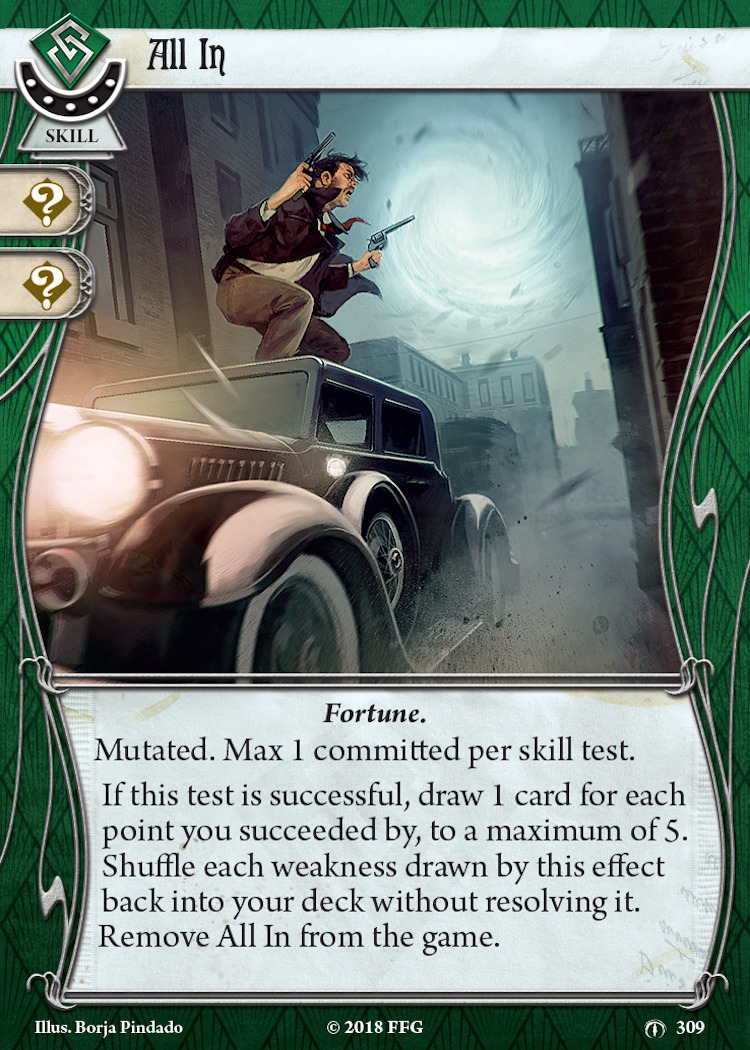 All In
SKILL
?
?
Fortune.
Mutated. Max 1 committed per skill test.
If this test is successful, draw 1 card for each
point you succeeded by, to a maximum of 5.
Shuffle each weakness drawn by this effect
back into your deck without resolving it.
Remove All In from the game.
Illus. Borja Pindado
© 2018 FFG
309